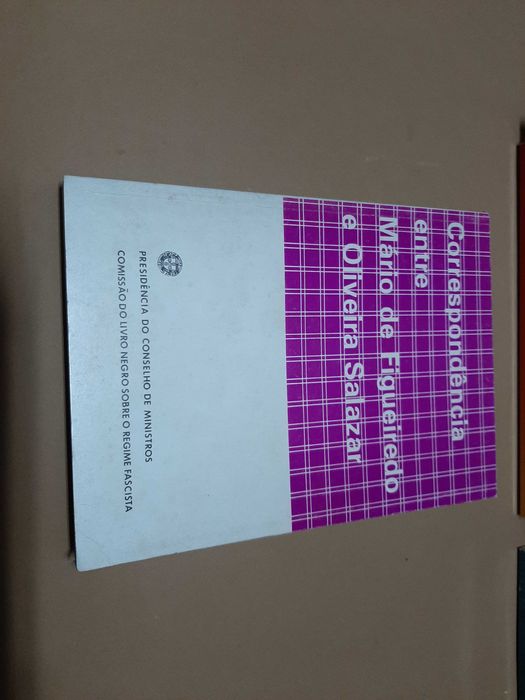 Correspondência
entre
Mário de Figueiredo
e Oliveira Salazar
PRESIDÊNCIA DO CONSELHO DE MINISTROS
COMISSÃO DO LIVRO NEGRO SOBRE O REGIME FASCISTA